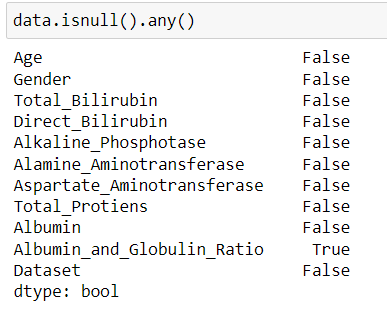 data.isnull().any()
Age False
Gender False
Total_Bilirubin False
Direct_Bilirubin False
Alkaline_Phosphotase False
Alamine_Aminotransferase False
Aspartate_Aminotransferase False
Total_Protiens False
Albumin False
Albumin_and_Globulin_Ratio True
Dataset False
dtype: bool